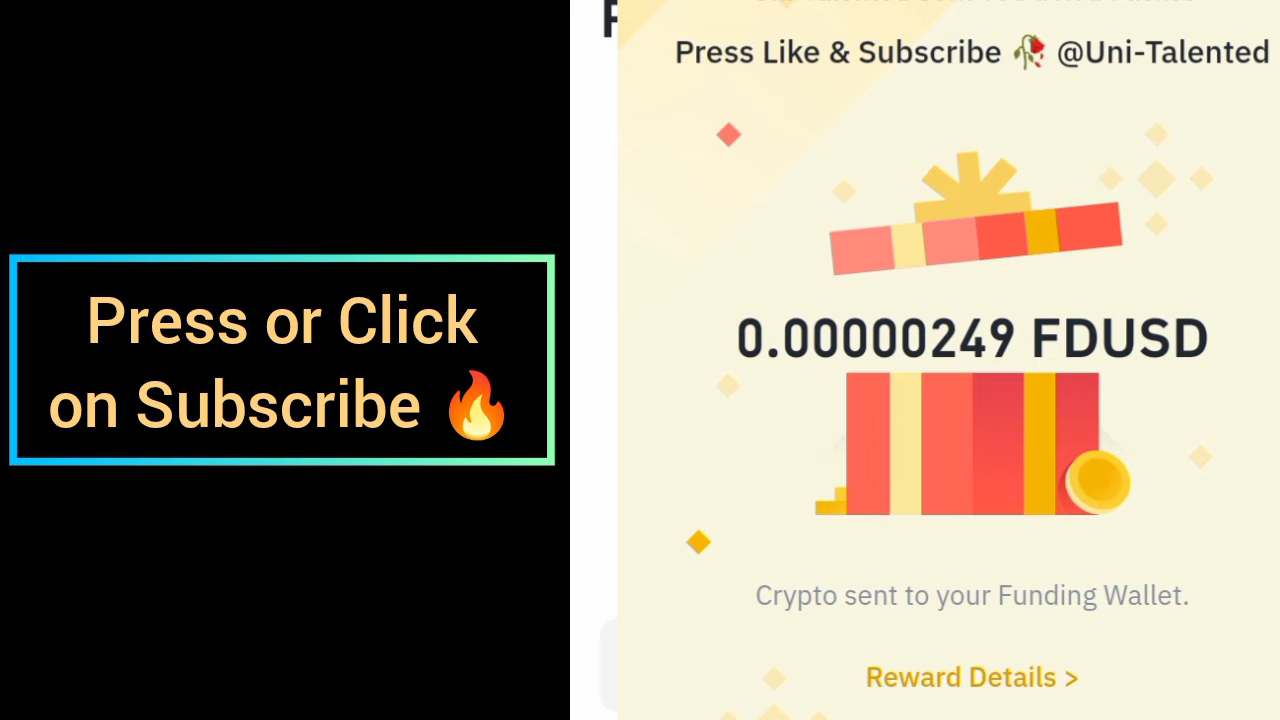 Press or Click
on Subscribe 🔥
Press Like & Subscribe 🥀 @Uni-Talented
0.00000249 FDUSD
Crypto sent to your Funding Wallet.
Reward Details >